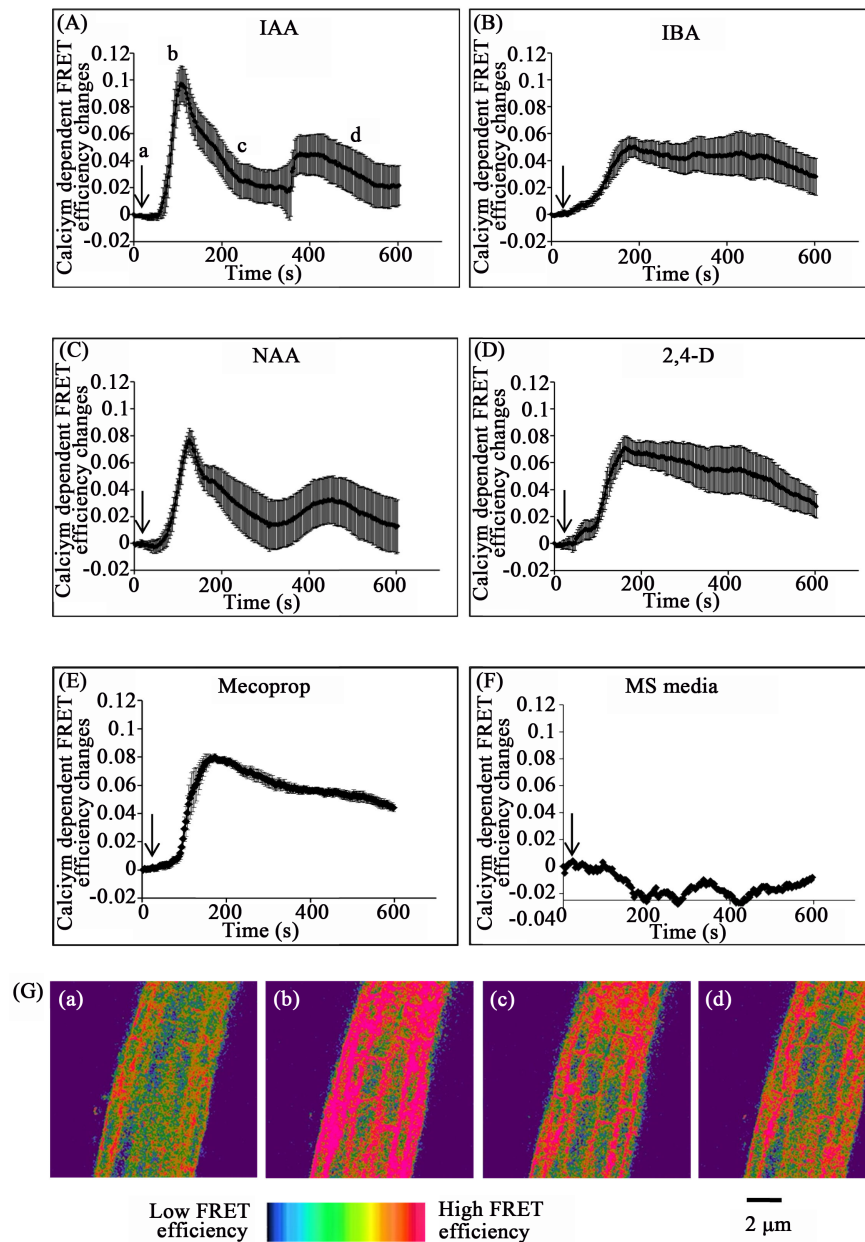 (A)
IAA
Calciym dependent FRET
efficiency changes
0.12
0.1
0.08
0.06
0.04
0.02
0
-0.02
a
b
c
d
0
200
400
600
Time (s)
(B)
IBA
Calciym dependent FRET
efficiency changes
0.12
0.1
0.08
0.06
0.04
0.02
0
-0.02
0
200
400
600
Time (s)
(C)
NAA
Calciym dependent FRET
efficiency changes
0.12
0.1
0.08
0.06
0.04
0.02
0
-0.02
0
200
400
600
Time (s)
(D)
2,4-D
Calciym dependent FRET
efficiency changes
0.12
0.1
0.08
0.06
0.04
0.02
0
-0.02
0
200
400
600
Time (s)
(E)
Mecoprop
Calciym dependent FRET
efficiency changes
0.12
0.1
0.08
0.06
0.04
0.02
0
-0.02
0
200
400
600
Time (s)
(F)
MS media
Calciym dependent FRET
efficiency changes
0.12
0.1
0.08
0.06
0.04
0.02
0
-0.02
-0.04
0
200
400
600
Time (s)
(G)
(a)
(b)
(c)
(d)
Low FRET
efficiency
High FRET
efficiency
2 μm